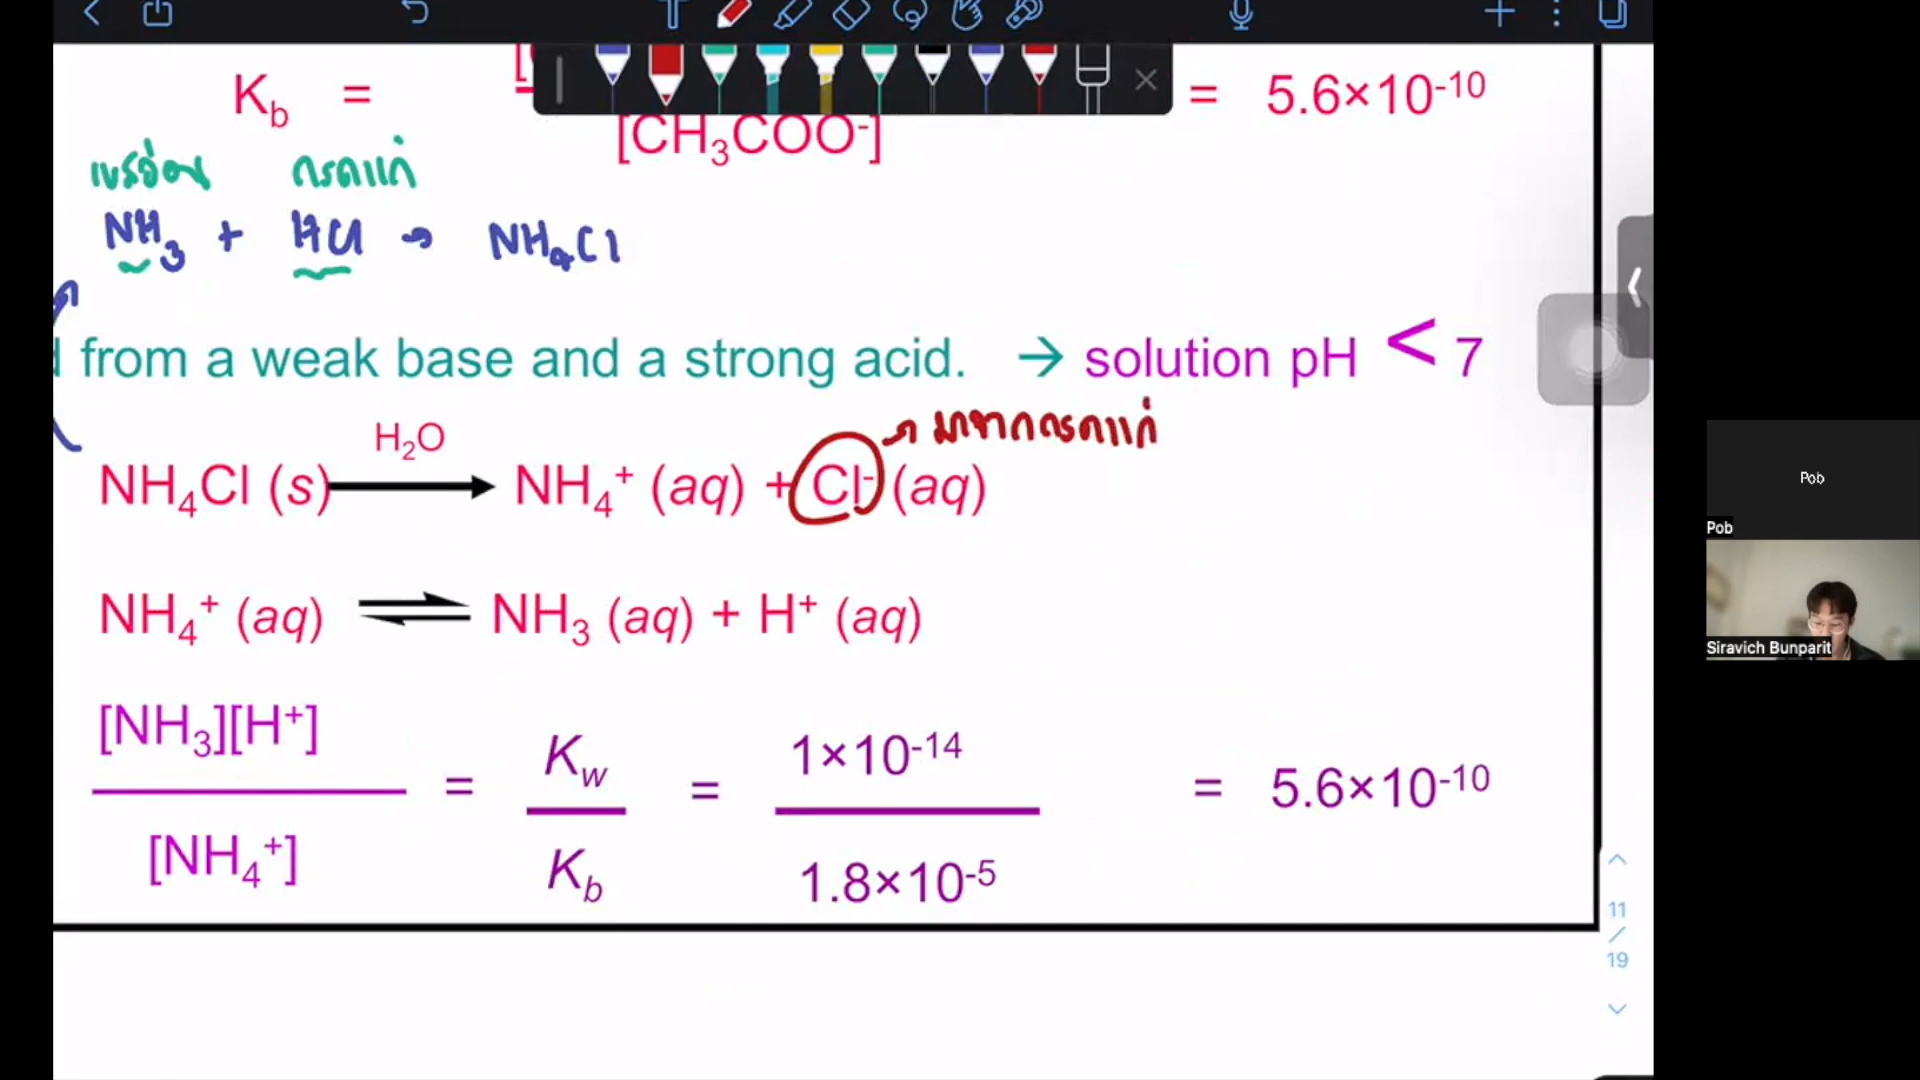 K_b = [CH₃COO⁻] = 5.6×10⁻¹⁰
เบสอ่อน กรดแก่
NH₃ + HCl → NH₄Cl
from a weak base and a strong acid. → solution pH < 7
มาจากกรดแก่
H₂O
NH₄Cl (s) → NH₄⁺ (aq) + Cl⁻ (aq)
NH₄⁺ (aq) ⇌ NH₃ (aq) + H⁺ (aq)
[NH₃][H⁺] / [NH₄⁺] = K_w / K_b = 1×10⁻¹⁴ / 1.8×10⁻⁵ = 5.6×10⁻¹⁰
11
/
19
Pob
Pob
Siravich Bunparit